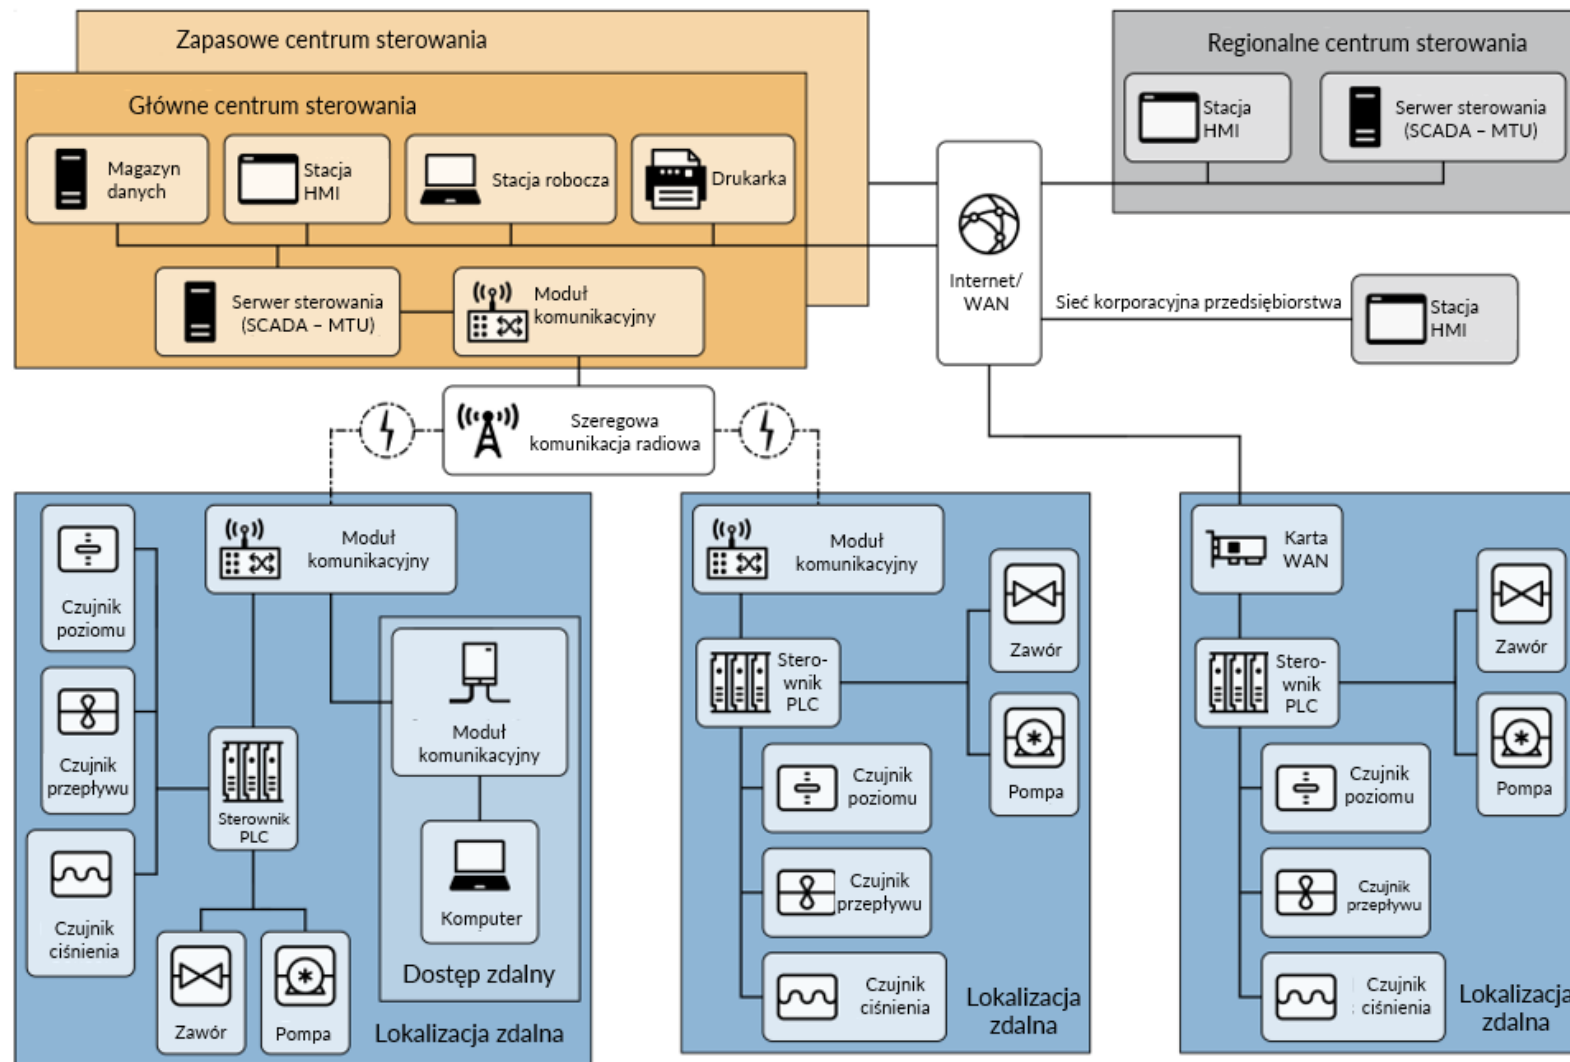 Zapasowe centrum sterowania
Regionalne centrum sterowania
Główne centrum sterowania
Magazyn
danych
Stacja
HMI
Stacja robocza
Drukarka
Stacja
HMI
Serwer sterowania
(SCADA – MTU)
Internet/
WAN
Serwer sterowania
(SCADA – MTU)
Moduł
komunikacyjny
Sieć korporacyjna przedsiębiorstwa
Stacja
HMI
Szeregowa
komunikacja radiowa
Czujnik
poziomu
Moduł
komunikacyjny
Czujnik
przepływu
Moduł
komunikacyjny
Sterownik
PLC
Czujnik
ciśnienia
Komputer
Dostęp zdalny
Zawór
Pompa
Lokalizacja zdalna
Moduł
komunikacyjny
Zawór
Stero-
wnik
PLC
Pompa
Czujnik
poziomu
Czujnik
przepływu
Czujnik
ciśnienia
Lokalizacja
zdalna
Karta
WAN
Zawór
Stero-
wnik
PLC
Pompa
Czujnik
poziomu
Czujnik
przepływu
Czujnik
ciśnienia
Lokalizacja
zdalna